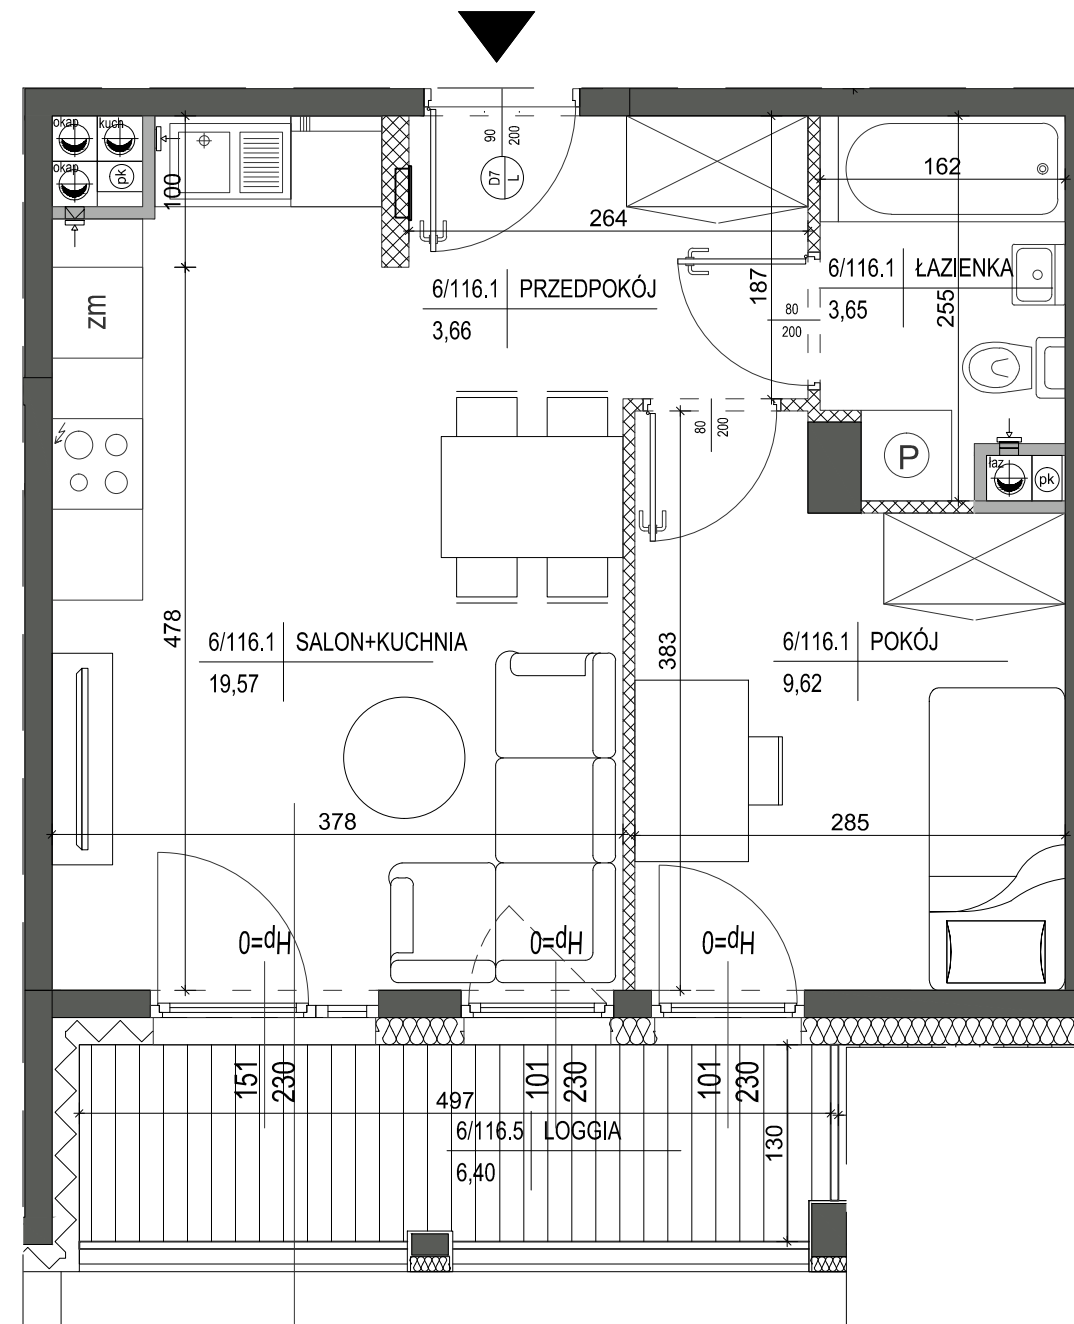 okap
kuch
okap
pk
100
90
200
D7
L
264
162
6/116.1 PRZEDPOKÓJ
3,66
187
6/116.1 ŁAZIENKA
3,65
255
80
200
zm
80
200
P
łaz
pk
478
6/116.1 SALON+KUCHNIA
19,57
383
6/116.1 POKÓJ
9,62
378
285
Hp=0
Hp=0
Hp=0
151
230
101
230
101
230
497
6/116.5 LOGGIA
6,40
130